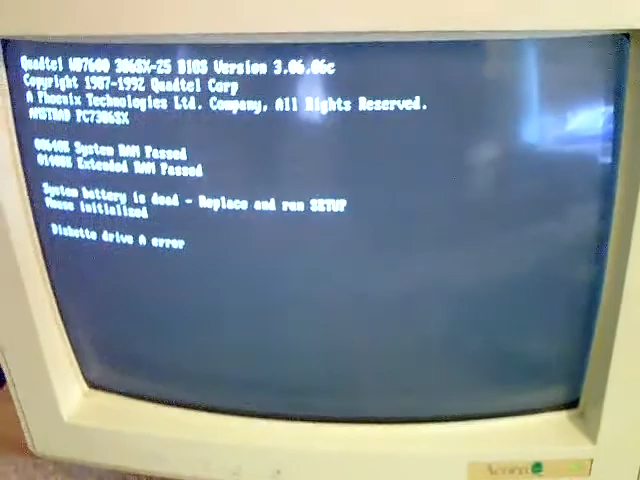 Quadtel WD7600 386SX-25 BIOS Version 3.06.06c
Copyright 1987-1992 Quadtel Corp
A Phoenix Technologies Ltd. Company, All Rights Reserved.
AMSTRAD PC7386SX
00640K System RAM Passed
01408K Extended RAM Passed
System battery is dead - Replace and run SETUP
Mouse initialized
Diskette drive A error
Acorn